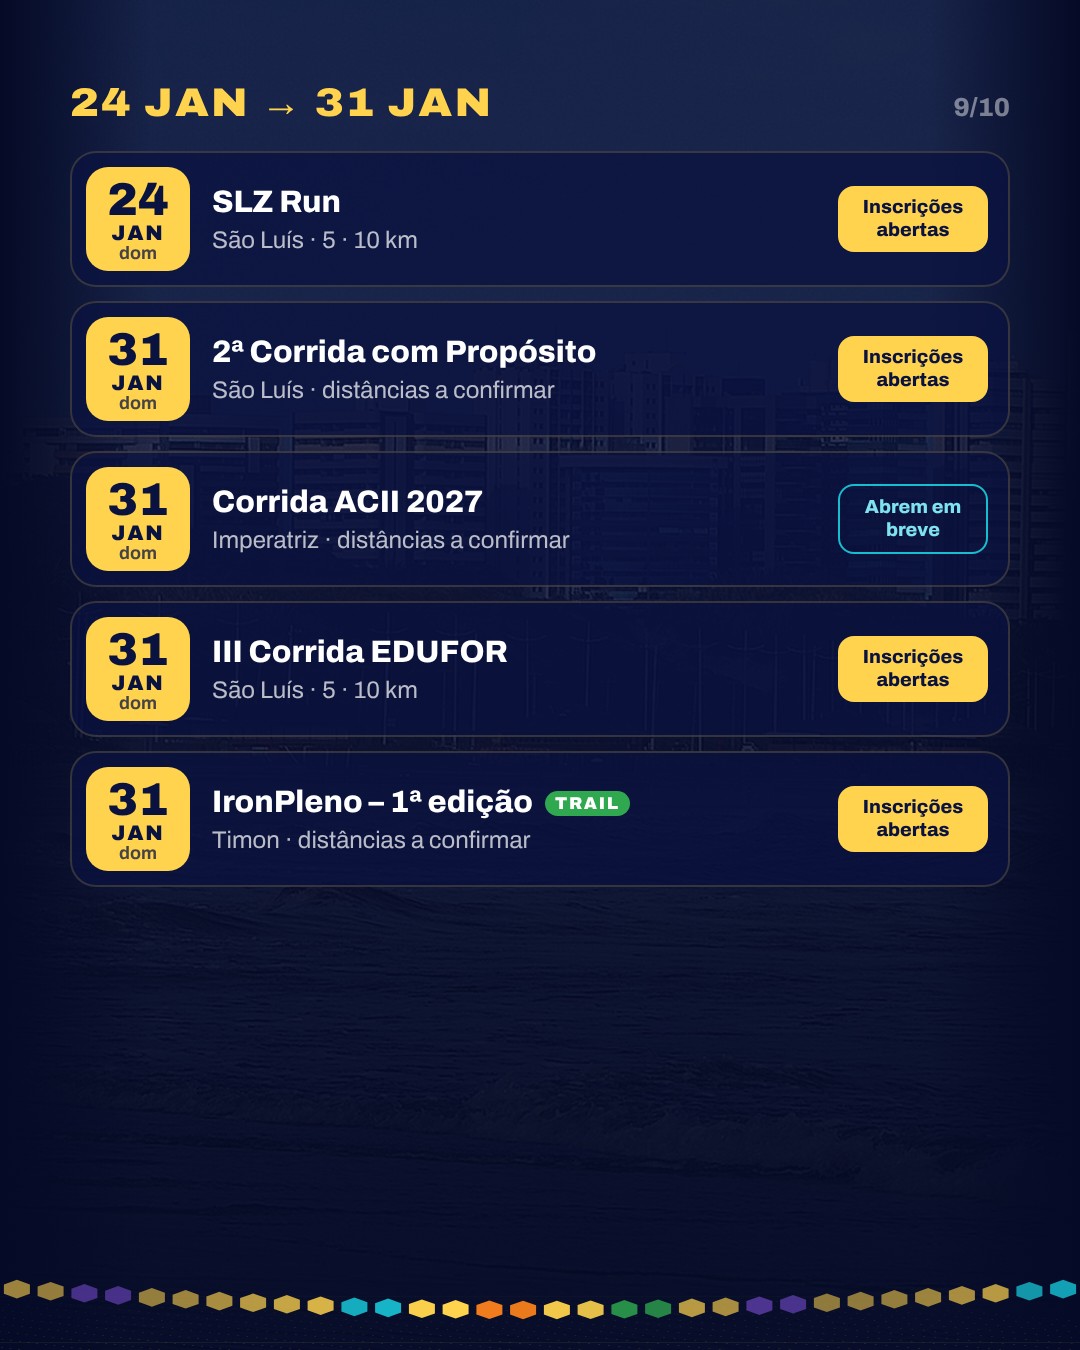 24 JAN → 31 JAN
9/10
24
JAN
dom
SLZ Run
São Luís · 5 · 10 km
Inscrições
abertas
31
JAN
dom
2ª Corrida com Propósito
São Luís · distâncias a confirmar
Inscrições
abertas
31
JAN
dom
Corrida ACII 2027
Imperatriz · distâncias a confirmar
Abrem em
breve
31
JAN
dom
III Corrida EDUFOR
São Luís · 5 · 10 km
Inscrições
abertas
31
JAN
dom
IronPleno – 1ª edição TRAIL
Timon · distâncias a confirmar
Inscrições
abertas